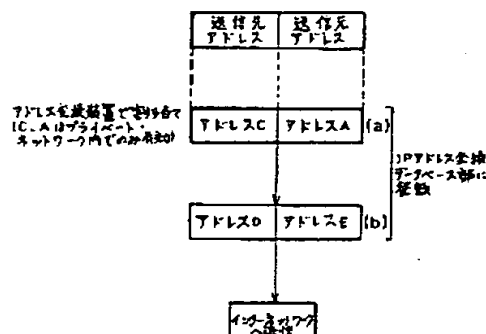 送信元
アドレス
送信元
アドレス
アドレス変換装置で割り当て
(C, Aはプライベート・
ネットワーク内でのみ有効)
アドレスC
アドレスA
(a)
IPアドレス変換
データベース部に
登録
アドレスD
アドレスE
(b)
インターネットワーク
へ送信